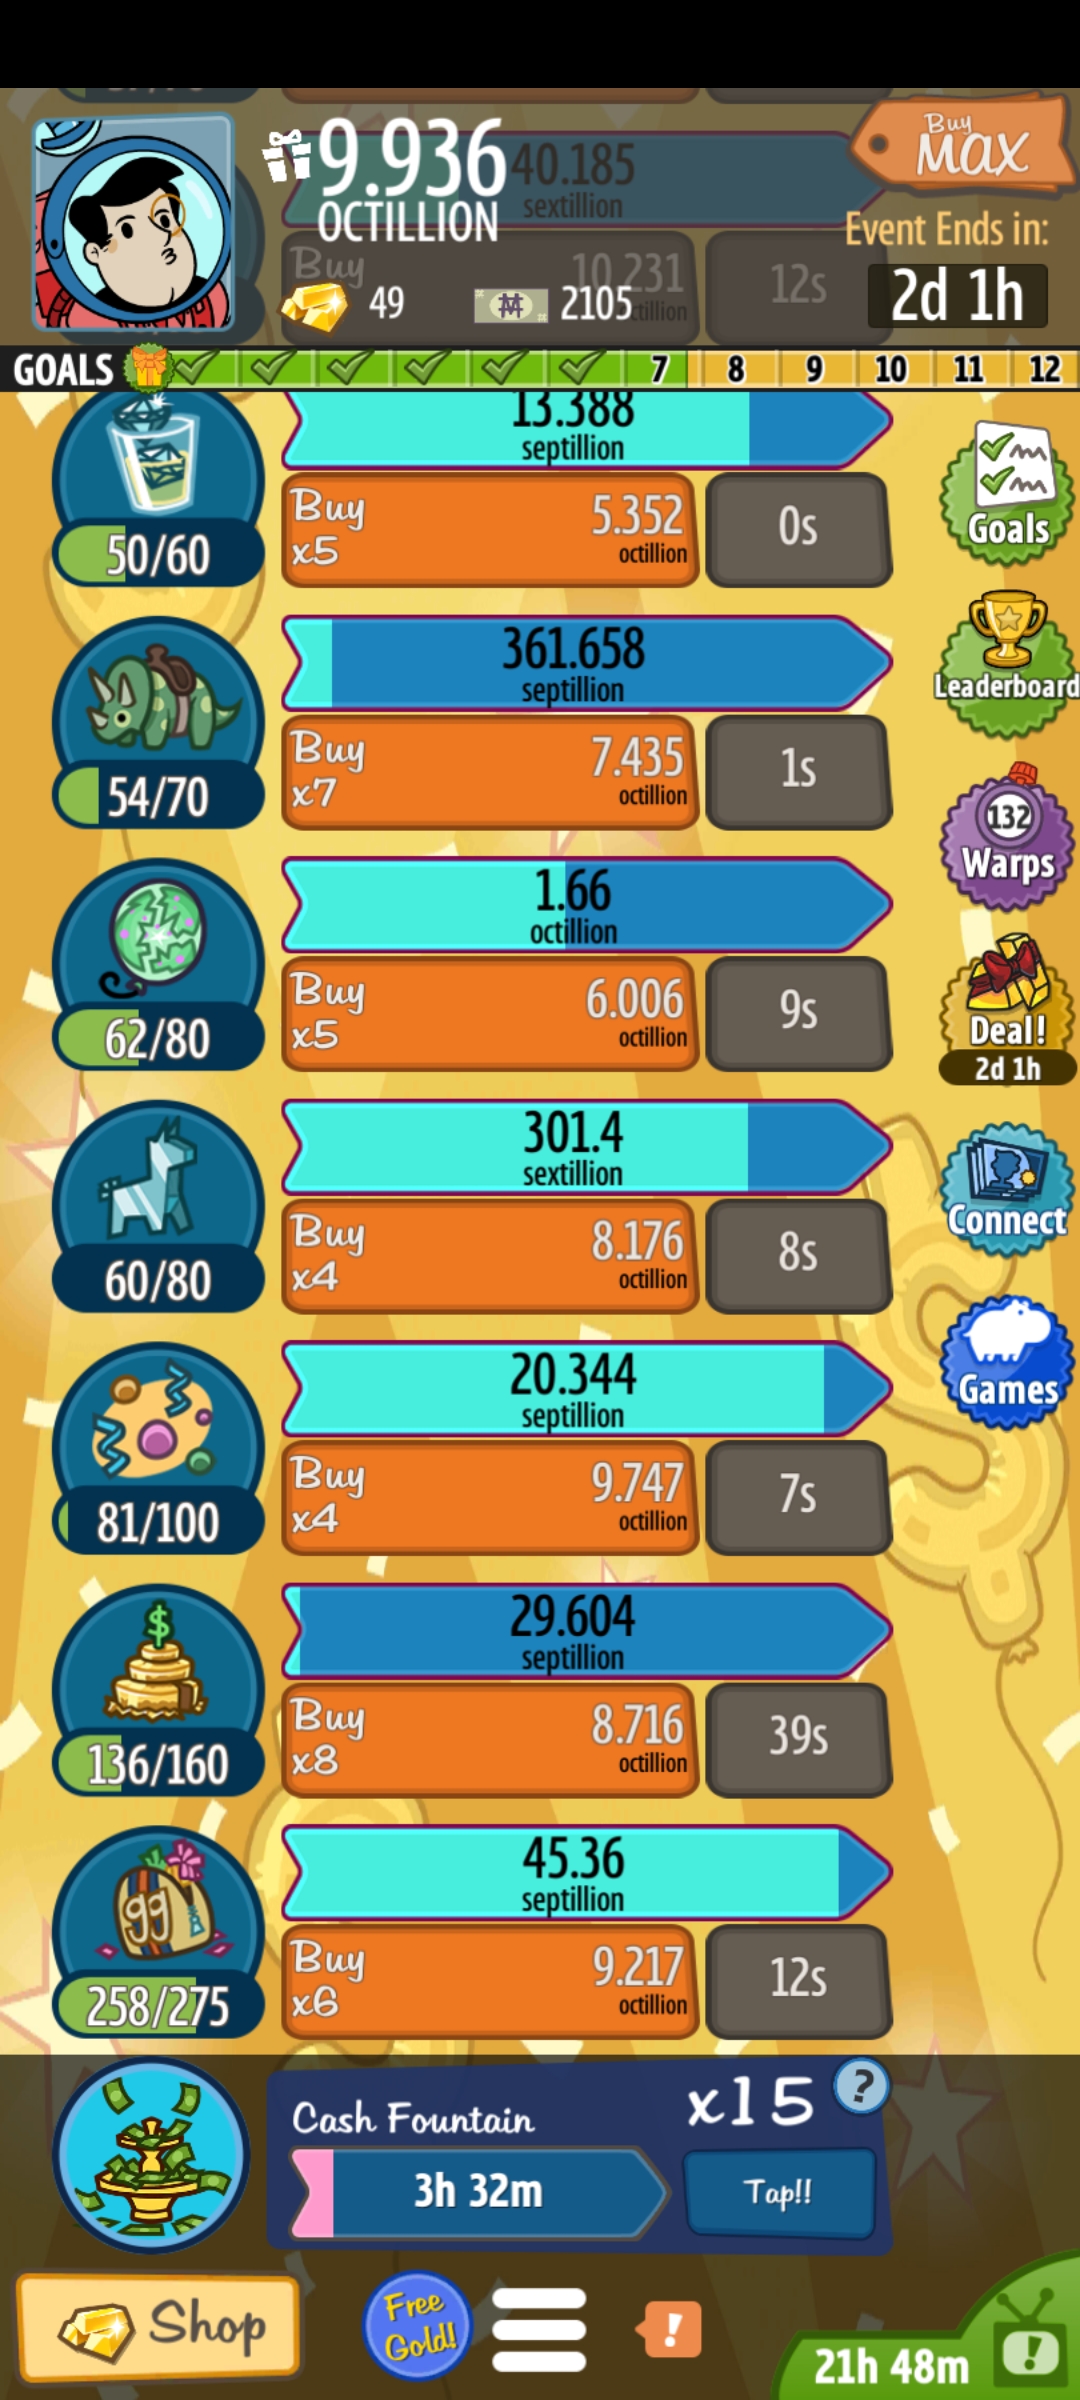 9.936
OCTILLION
40.185
sextillion
Buy
MAX
Event Ends in:
2d 1h
Buy
10.231
12s
49
2105
GOALS
7
8
9
10
11
12
13.388
septillion
50/60
Buy
x5
5.352
octillion
0s
Goals
361.658
septillion
54/70
Buy
x7
7.435
octillion
1s
Leaderboard
132
Warps
1.66
octillion
62/80
Buy
x5
6.006
octillion
9s
Deal!
2d 1h
301.4
sextillion
60/80
Buy
x4
8.176
octillion
8s
Connect
20.344
septillion
81/100
Buy
x4
9.747
octillion
7s
Games
29.604
septillion
$
136/160
Buy
x8
8.716
octillion
39s
45.36
septillion
gg
258/275
Buy
x6
9.217
octillion
12s
Cash Fountain
x15
?
3h 32m
Tap!!
Shop
Free
Gold!
!
21h 48m
!